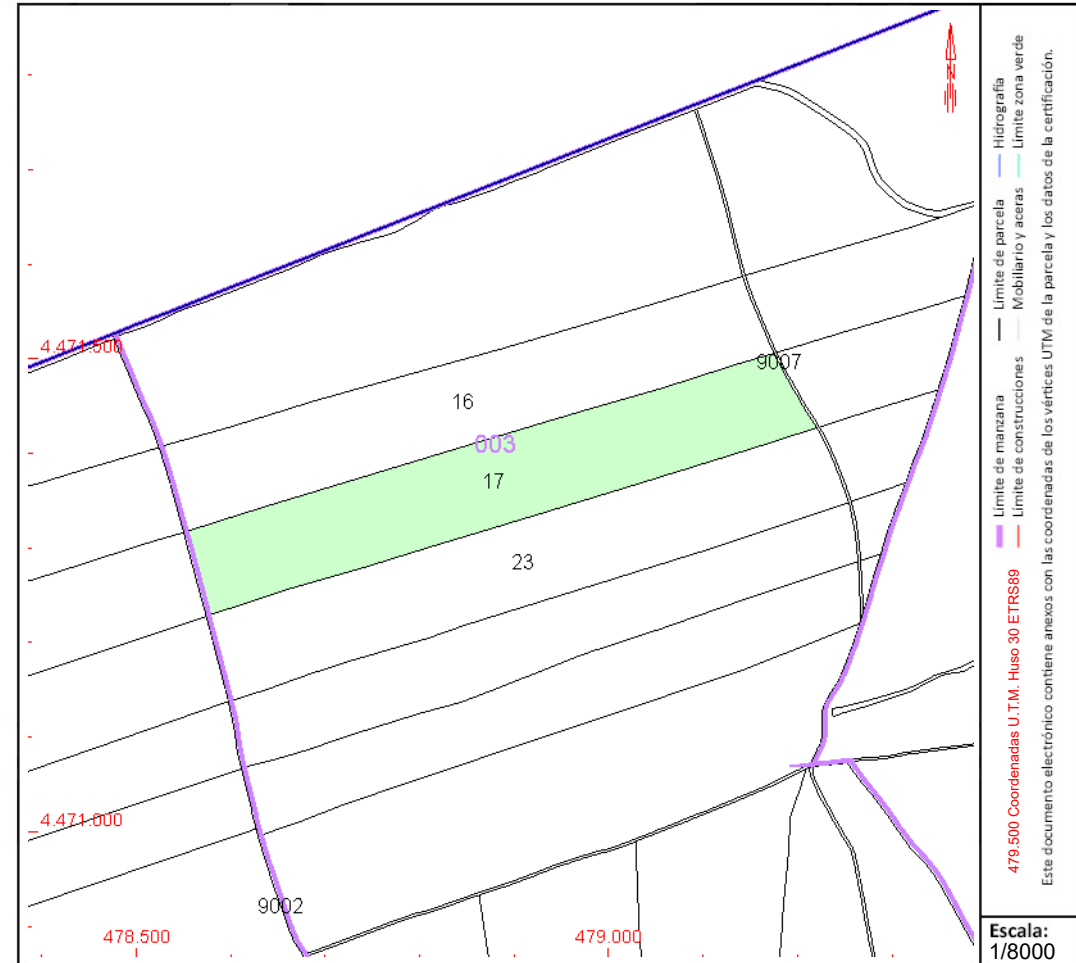 N
4.471.500
16
9007
003
17
23
4.471.000
9002
478.500
479.000
Límite de manzana
Límite de parcela
Hidrografía
Límite de construcciones
Mobiliario y aceras
Límite zona verde
479.500 Coordenadas U.T.M. Huso 30 ETRS89
Este documento electrónico contiene anexos con las coordenadas de los vértices UTM de la parcela y los datos de la certificación.
Escala:
1/8000